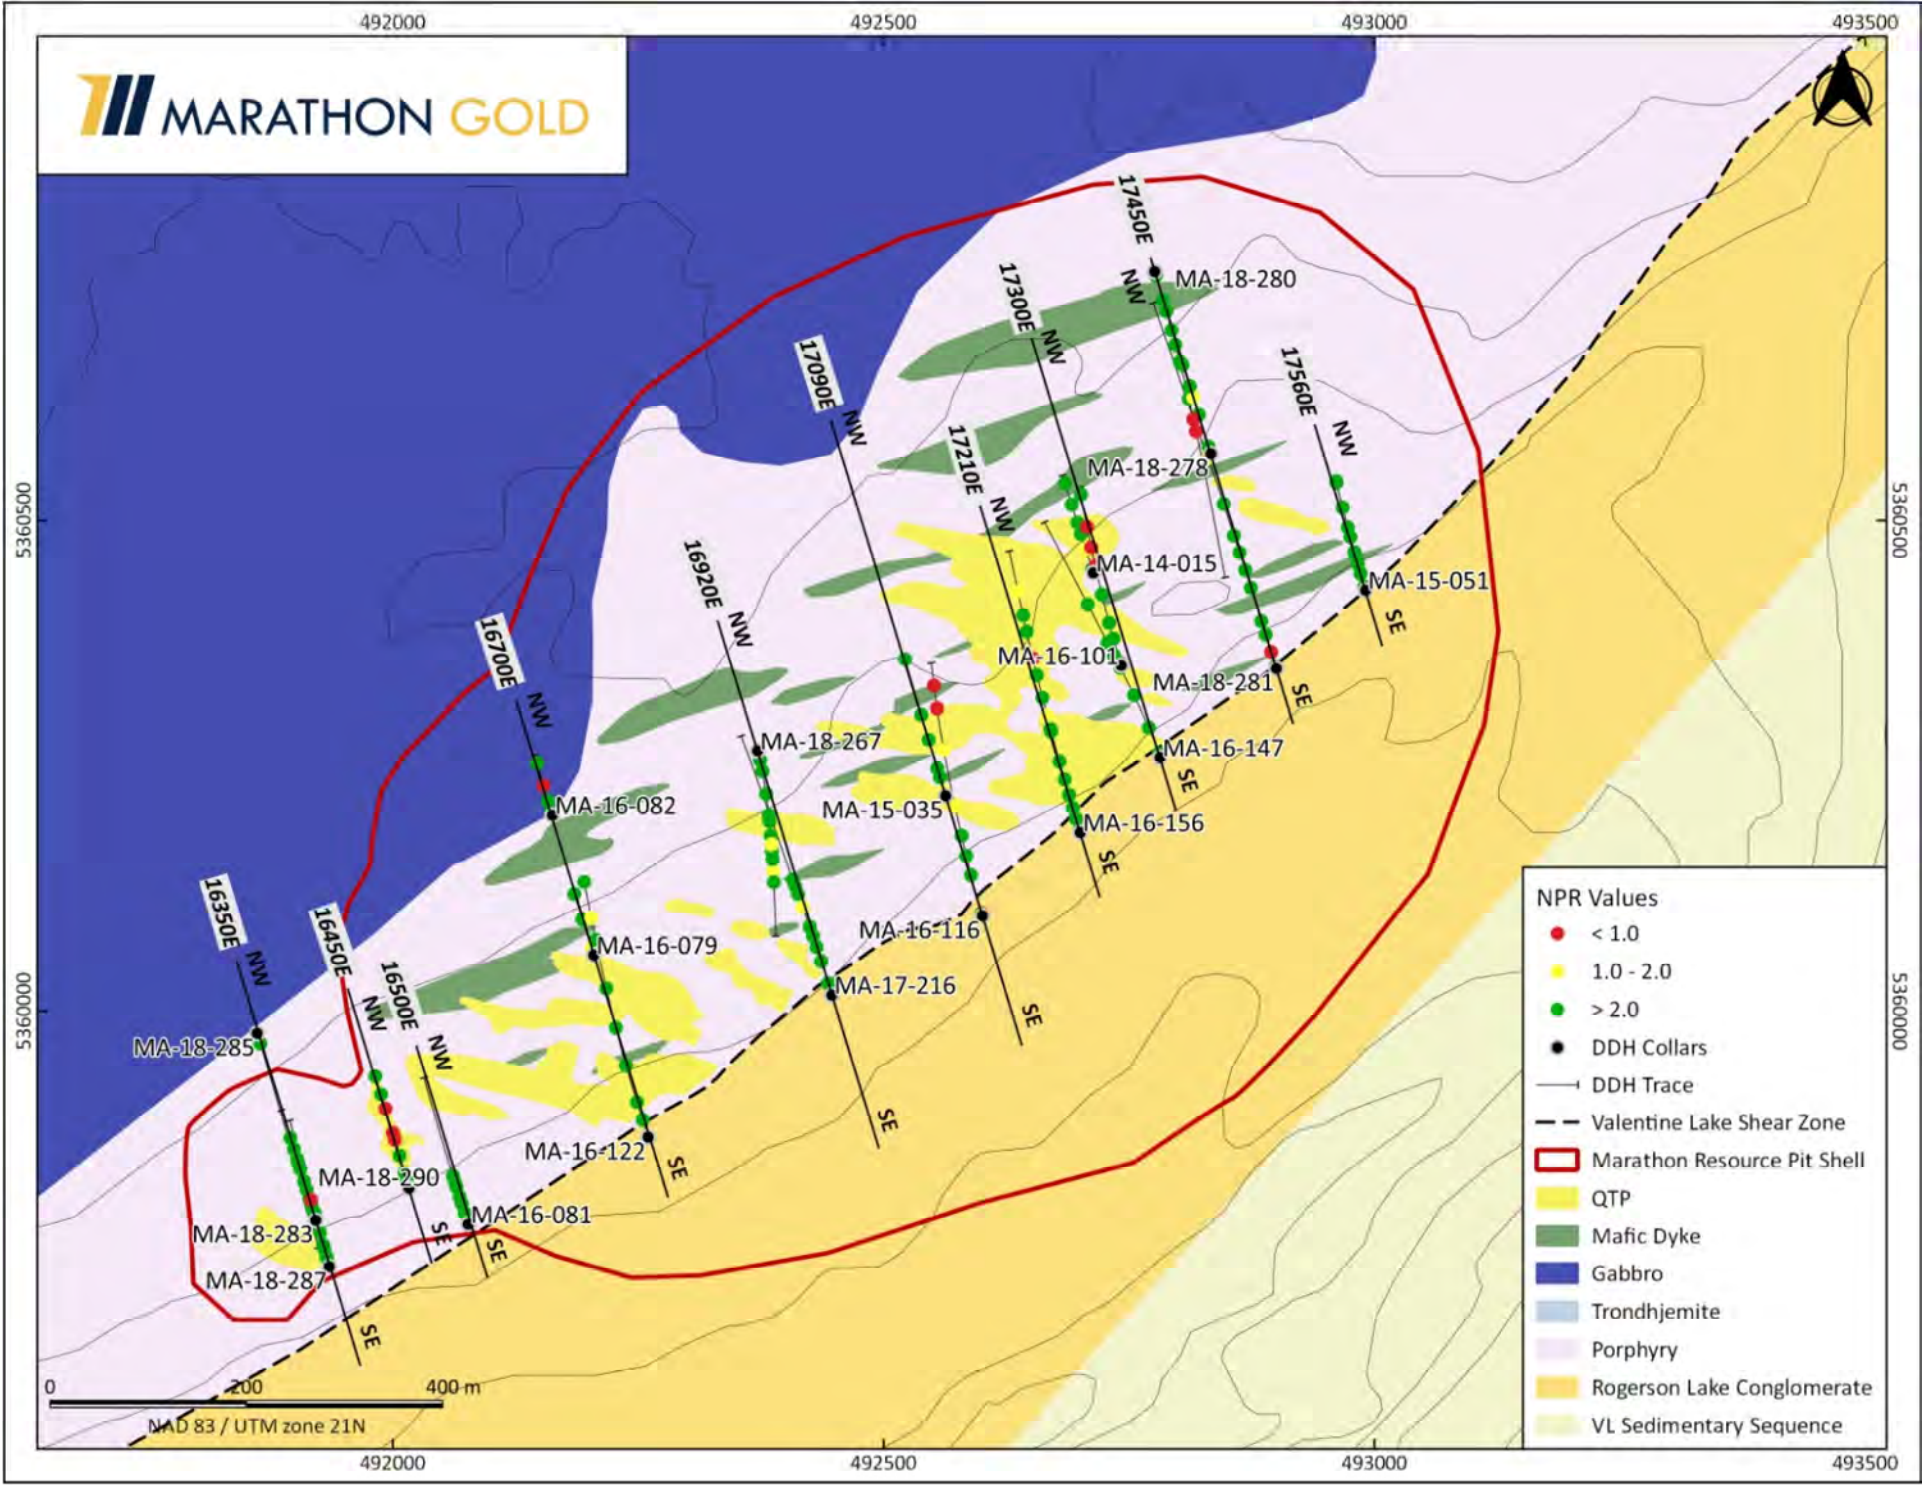 492000
492500
493000
493500
MARATHON GOLD
17450E
NW
MA-18-280
17300E
NW
17090E
NW
17560E
NW
17210E
NW
MA-18-278
5360500
5360500
16920E
NW
MA-14-015
MA-15-051
SE
16700E
NW
MA-16-101
MA-18-281
SE
MA-18-267
MA-16-147
SE
MA-16-082
MA-15-035
MA-16-156
SE
16350E
NW
16450E
NW
16500E
NW
MA-16-079
MA-16-116
SE
MA-17-216
SE
5360000
5360000
MA-18-285
MA-16-122
SE
MA-18-290
SE
MA-16-081
SE
MA-18-283
MA-18-287
SE
NPR Values
< 1.0
1.0 - 2.0
> 2.0
DDH Collars
DDH Trace
Valentine Lake Shear Zone
Marathon Resource Pit Shell
QTP
Mafic Dyke
Gabbro
Trondhjemite
Porphyry
Rogerson Lake Conglomerate
VL Sedimentary Sequence
0 200 400 m
NAD 83 / UTM zone 21N
492000
492500
493000
493500